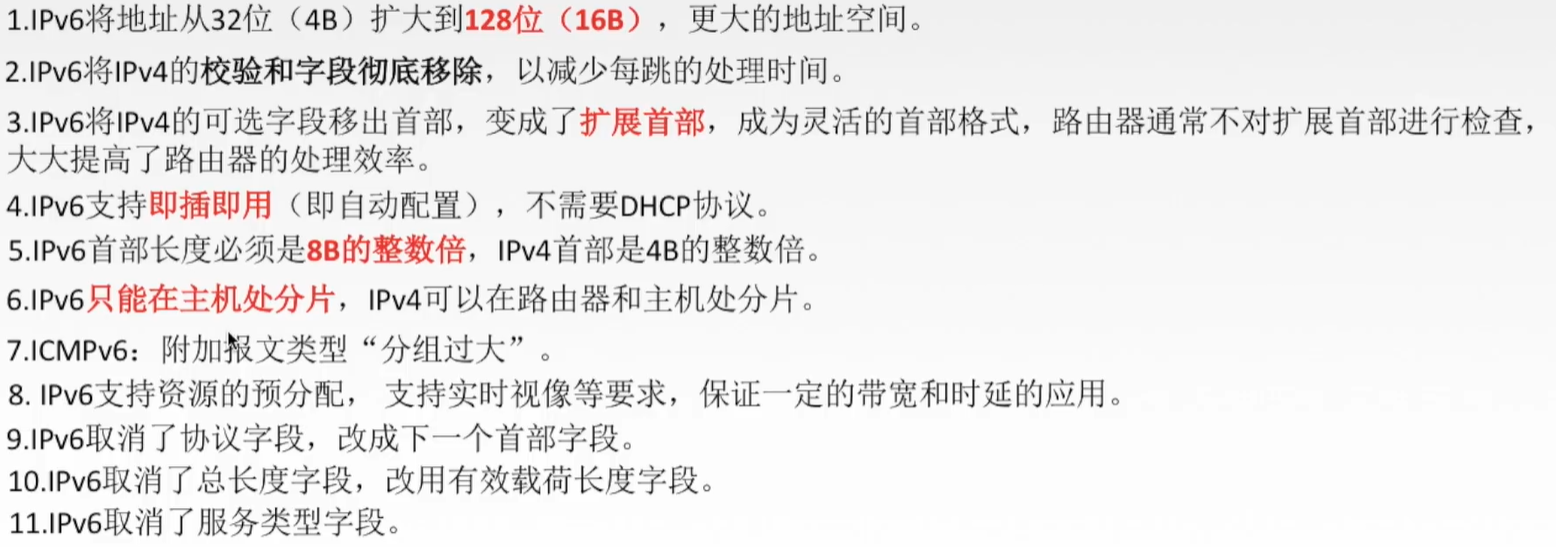 1.IPv6将地址从32位（4B）扩大到128位（16B），更大的地址空间。
2.IPv6将IPv4的校验和字段彻底移除，以减少每跳的处理时间。
3.IPv6将IPv4的可选字段移出首部，变成了扩展首部，成为灵活的首部格式，路由器通常不对扩展首部进行检查，
大大提高了路由器的处理效率。
4.IPv6支持即插即用（即自动配置），不需要DHCP协议。
5.IPv6首部长度必须是8B的整数倍，IPv4首部是4B的整数倍。
6.IPv6只能在主机处分片，IPv4可以在路由器和主机处分片。
7.ICMPv6：附加报文类型“分组过大”。
8. IPv6支持资源的预分配， 支持实时视像等要求，保证一定的带宽和时延的应用。
9.IPv6取消了协议字段，改成下一个首部字段。
10.IPv6取消了总长度字段，改用有效载荷长度字段。
11.IPv6取消了服务类型字段。